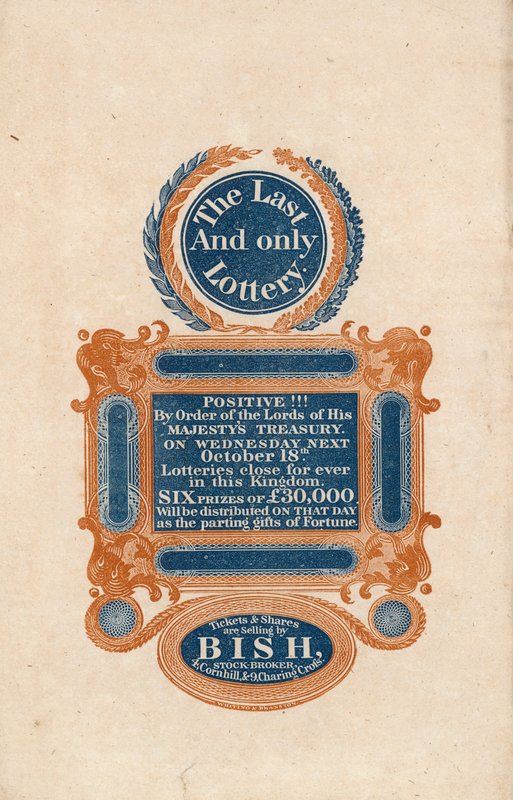 The Last
And only
Lottery.
POSITIVE !!!
By Order of the Lords of His
MAJESTY'S TREASURY.
ON WEDNESDAY NEXT
October 18th.
Lotteries close for ever
in this Kingdom.
SIX PRIZES OF £30,000
Will be distributed ON THAT DAY
as the parting gifts of Fortune.
Tickets & Shares
are Selling by
BISH,
STOCK-BROKER,
4, Cornhill, & 9, Charing Cross.
WHITING & BRANSTON.